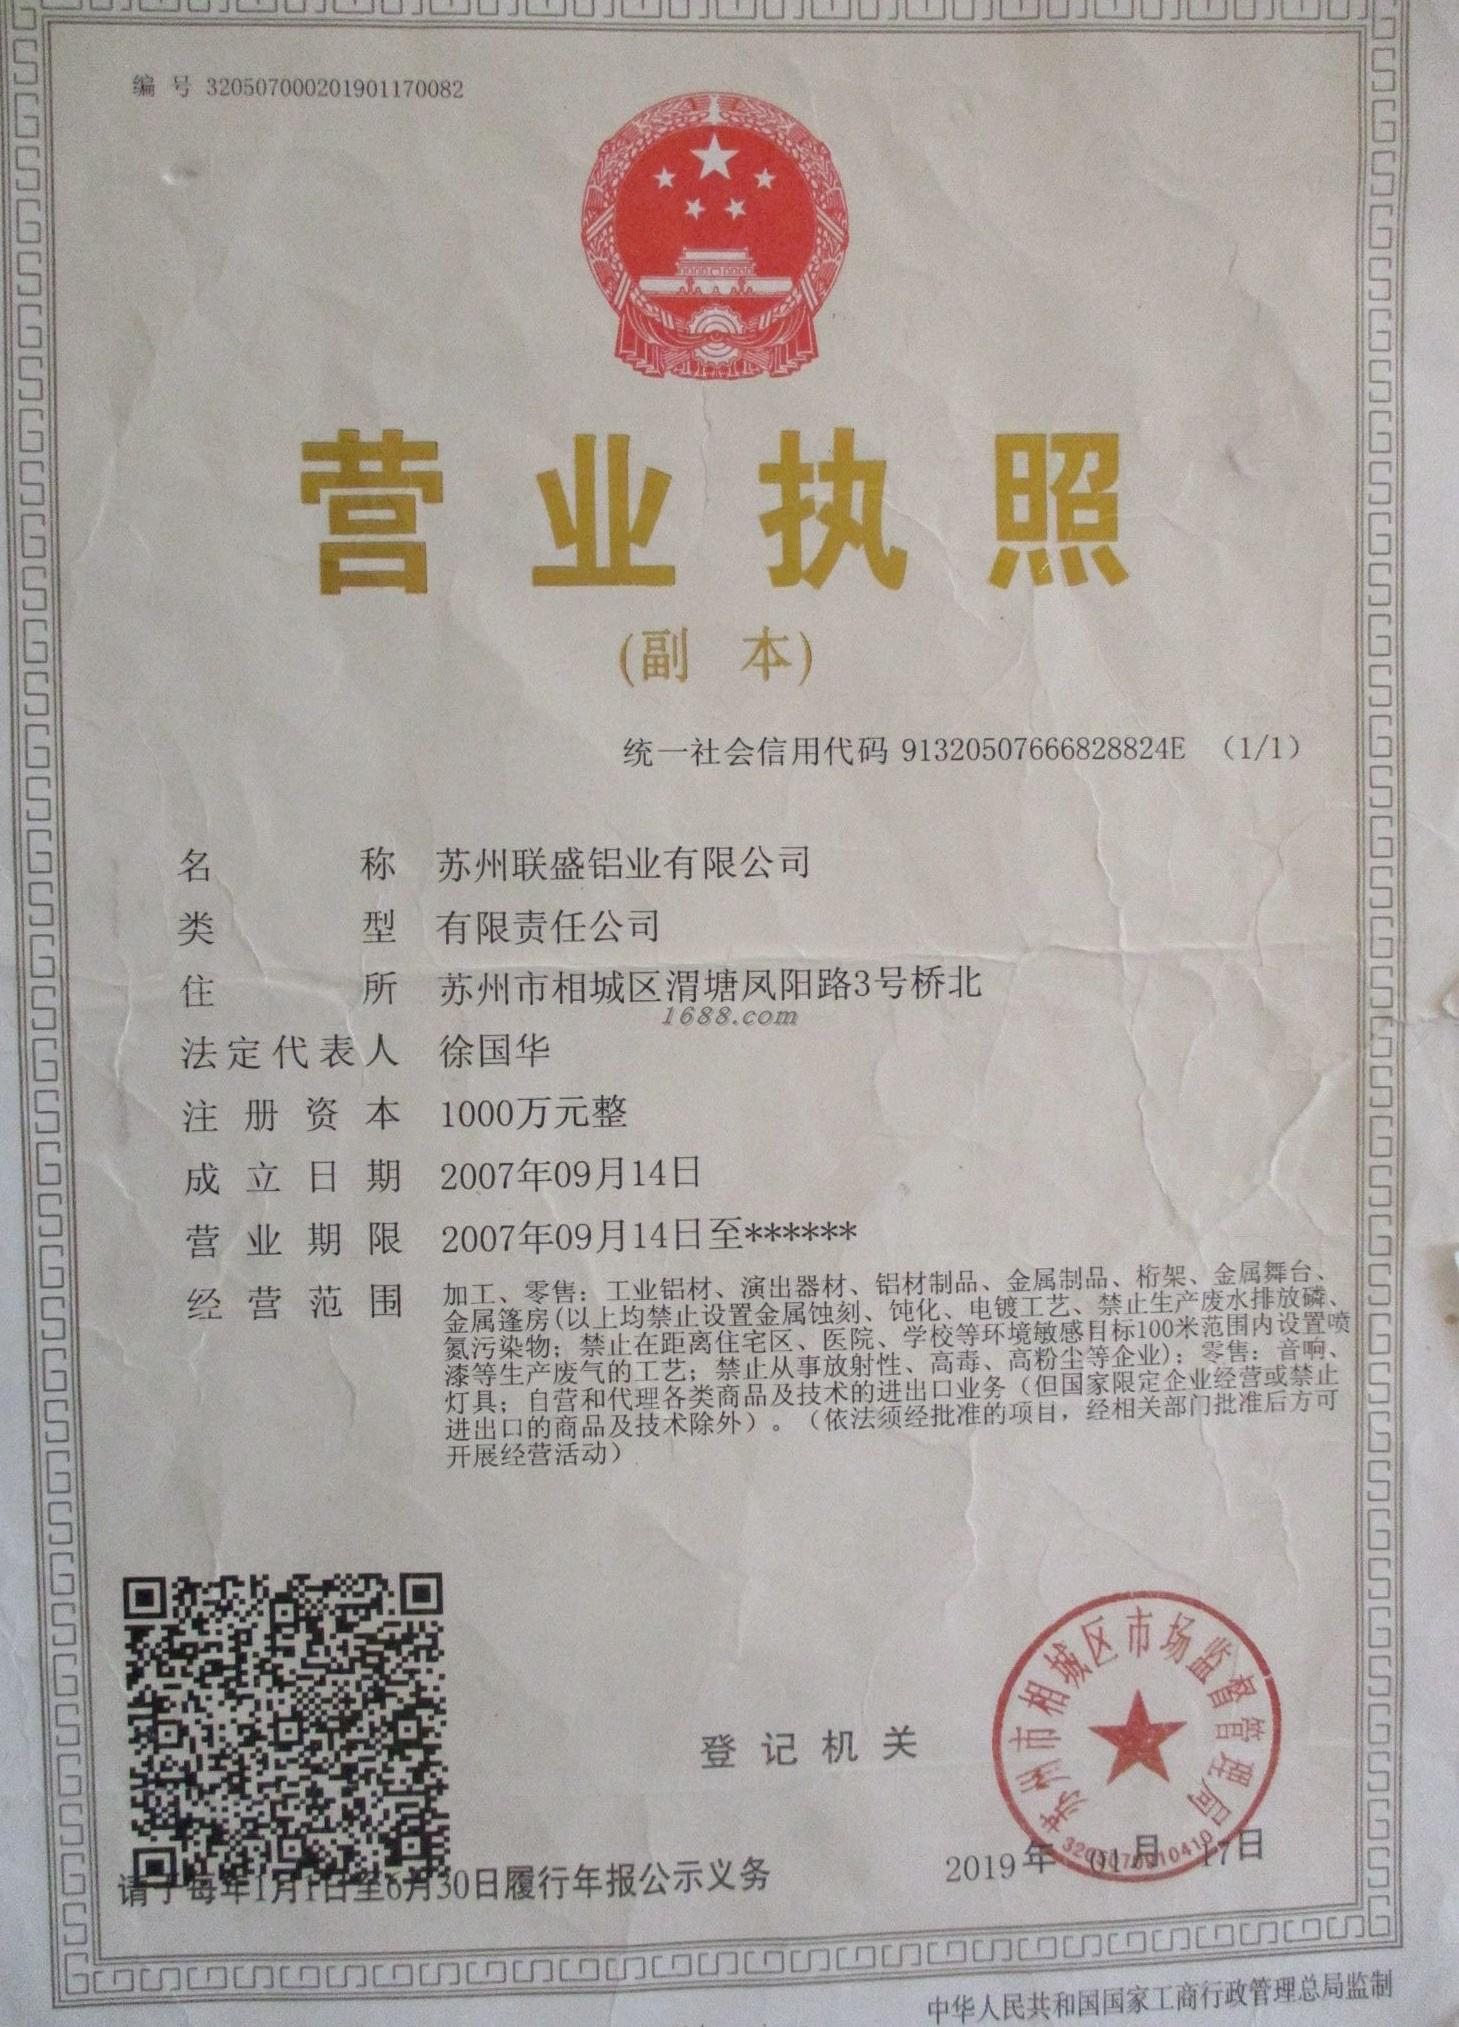 编 号 320507000201901170082
营业执照
(副 本)
统一社会信用代码 91320507666828824E （1/1）
名称 苏州联盛铝业有限公司
类型 有限责任公司
住所 苏州市相城区渭塘凤阳路3号桥北
1688.com
法定代表人 徐国华
注册资本 1000万元整
成立日期 2007年09月14日
营业期限 2007年09月14日至******
经营范围 加工、零售：工业铝材、演出器材、铝材制品、金属制品、桁架、金属舞台、
金属篷房(以上均禁止设置金属蚀刻、钝化、电镀工艺、禁止生产废水排放磷、
氮污染物；禁止在距离住宅区、医院、学校等环境敏感目标100米范围内设置喷
漆等生产废气的工艺；禁止从事放射性、高毒、高粉尘等企业)；零售：音响、
灯具；自营和代理各类商品及技术的进出口业务（但国家限定企业经营或禁止
进出口的商品及技术除外）。（依法须经批准的项目，经相关部门批准后方可
开展经营活动）
苏州市相城区市场监督管理局
登记机关
2019年 01月 17日
请于每年1月1日至6月30日履行年报公示义务
中华人民共和国国家工商行政管理总局监制